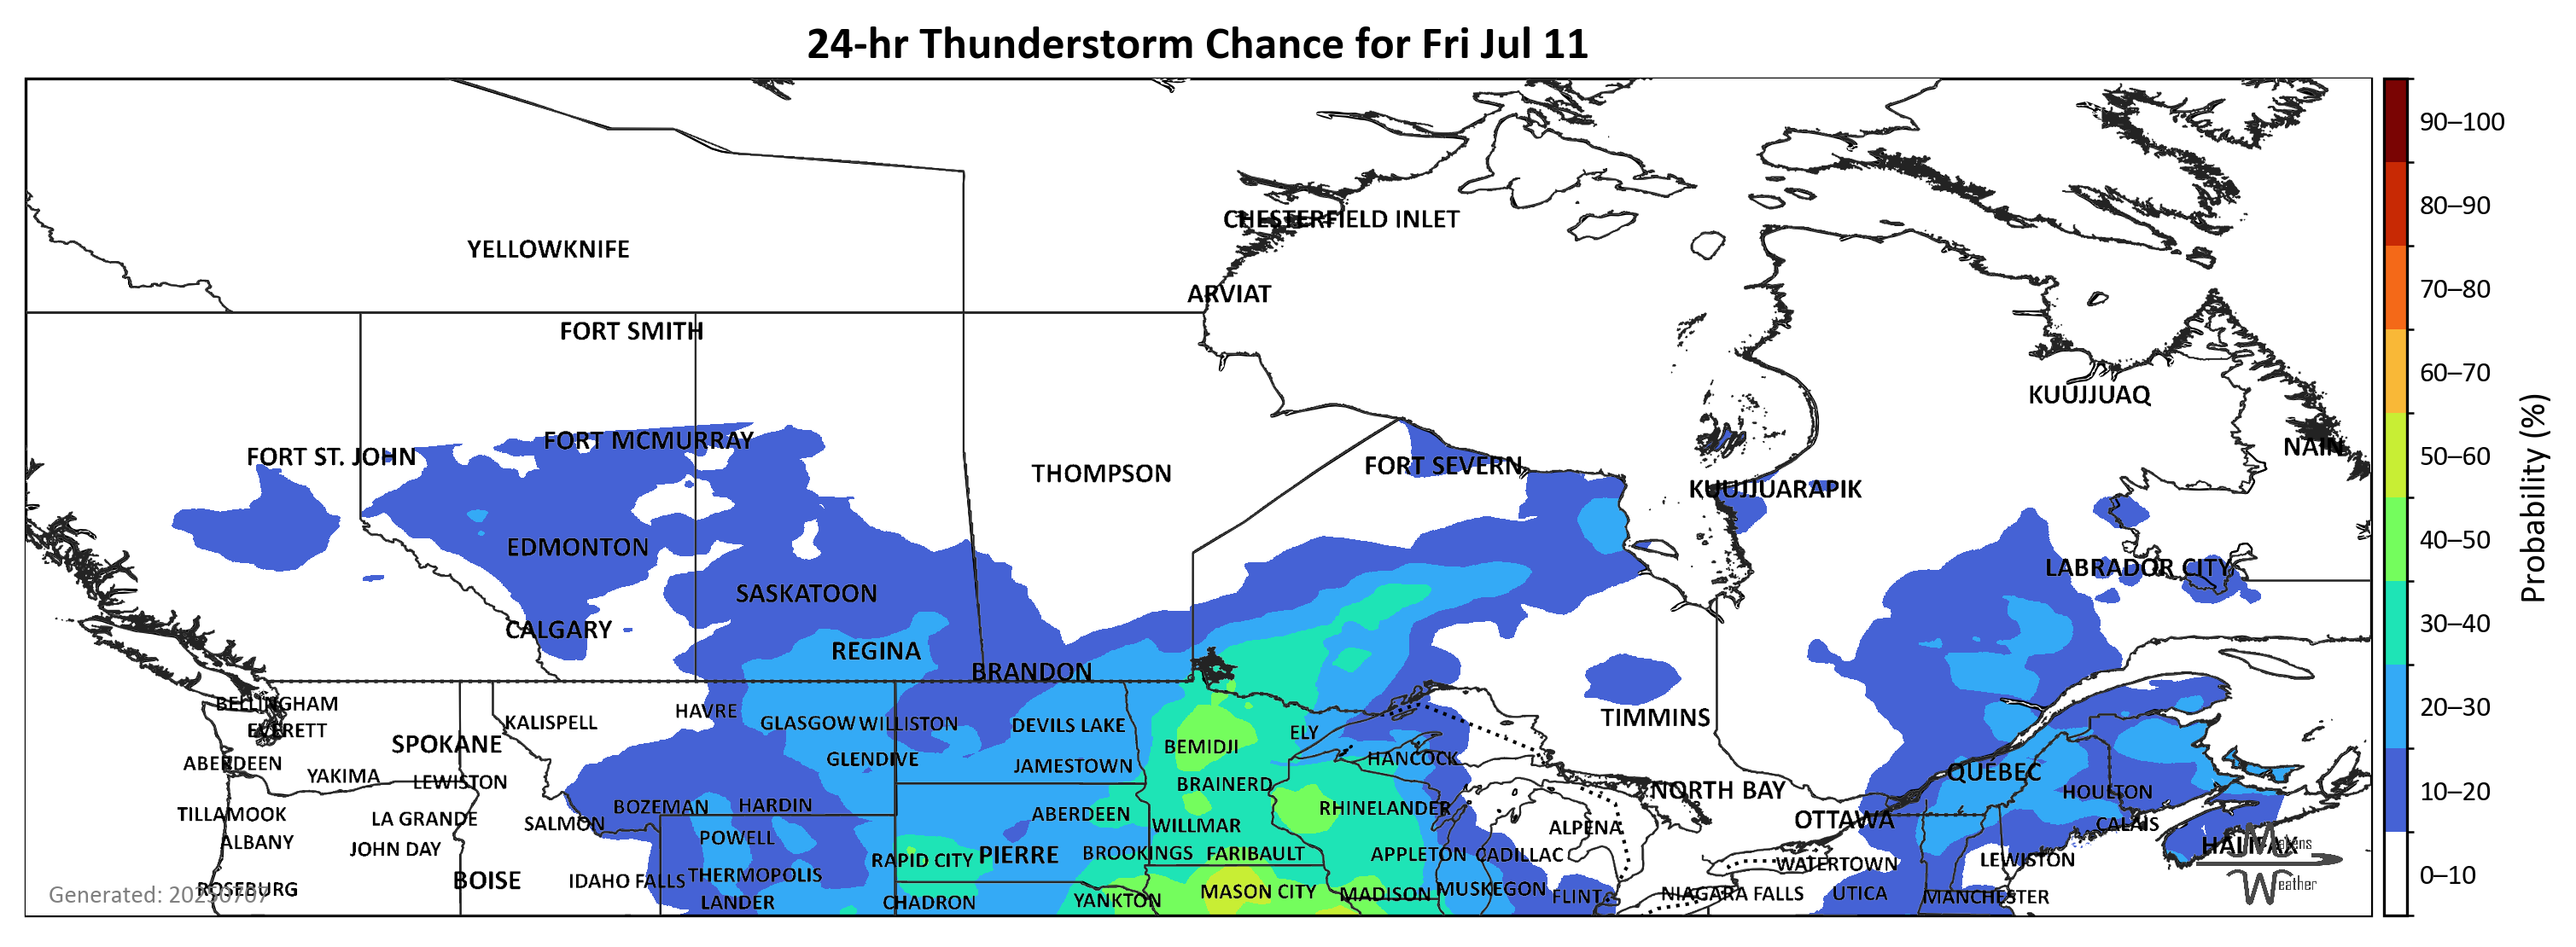 24-hr Thunderstorm Chance for Fri Jul 11
90–100
80–90
CHESTERFIELD INLET
YELLOWKNIFE
70–80
ARVIAT
FORT SMITH
60–70
KUUJJUAQ
FORT MCMURRAY
NAIN
FORT ST. JOHN
50–60
FORT SEVERN
THOMPSON
KUUJJUARAPIK
Probability (%)
40–50
EDMONTON
LABRADOR CITY
SASKATOON
30–40
CALGARY
REGINA
BRANDON
BELLINGHAM
HAVRE
20–30
TIMMINS
KALISPELL
GLASGOW WILLISTON
DEVILS LAKE
EVERETT
ELY
SPOKANE
BEMIDJI
HANCOCK
GLENDIVE
ABERDEEN
JAMESTOWN
QUEBEC
YAKIMA
LEWISTON
BRAINERD
NORTH BAY
HOULTON
10–20
BOZEMAN
HARDIN
RHINELANDER
TILLAMOOK
ABERDEEN
LA GRANDE
OTTAWA
SALMON
WILLMAR
ALPENA
CALAIS
POWELL
ALBANY
HALIFAX
Makens
JOHN DAY
BROOKINGS
FARIBAULT
APPLETON
CADILLAC
PIERRE
RAPID CITY
LEWISTON
WATERTOWN
THERMOPOLIS
0–10
BOISE
IDAHO FALLS
Weather
ROSEBURG
MASON CITY
MUSKEGON
MADISON
NIAGARA FALLS
UTICA
Generated: 20250707
FLINT
MANCHESTER
YANKTON
LANDER
CHADRON